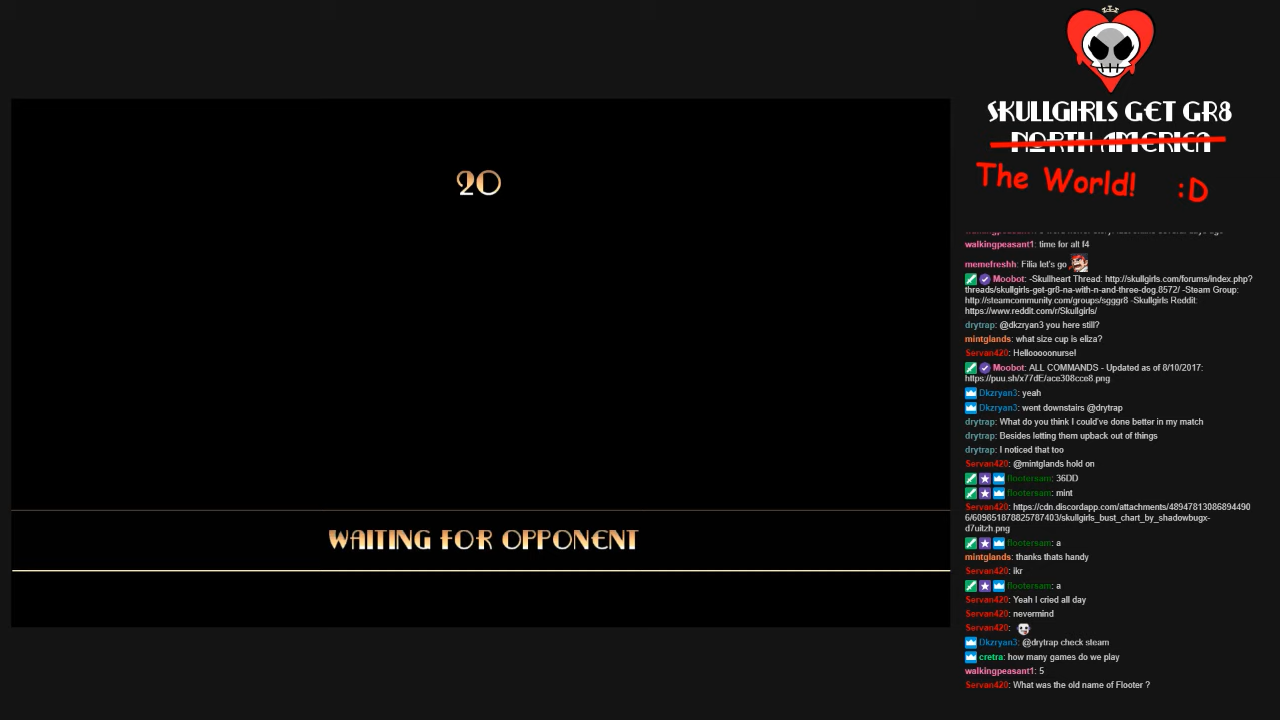 SKULLGIRLS GET GR8
NORTH AMERICA
The World! :D
20
WAITING FOR OPPONENT
walkingpeasant1: time for alt f4
memefreshh: Filia let's go
Moobot: -Skullheart Thread: http://skullgirls.com/forums/index.php?
threads/skullgirls-get-gr8-na-with-n-and-three-dog.8572/ -Steam Group:
http://steamcommunity.com/groups/sggr8 -Skullgirls Reddit:
https://www.reddit.com/r/Skullgirls/
drytrap: @dkzryan3 you here still?
mintglands: what size cup is eliza?
Servan420: Hellooooonurse!
Moobot: ALL COMMANDS - Updated as of 8/10/2017:
https://puu.sh/x77dE/ace308cce8.png
Dkzryan3: yeah
Dkzryan3: went downstairs @drytrap
drytrap: What do you think I could've done better in my match
drytrap: Besides letting them upback out of things
drytrap: I noticed that too
Servan420: @mintglands hold on
flootersam: 36DD
flootersam: mint
Servan420: https://cdn.discordapp.com/attachments/48947813086894490
6/609851878825787403/skullgirls_bust_chart_by_shadowbugx-
d7uitzh.png
flootersam: a
mintglands: thanks thats handy
Servan420: ikr
flootersam: a
Servan420: Yeah I cried all day
Servan420: nevermind
Servan420:
Dkzryan3: @drytrap check steam
cretra: how many games do we play
walkingpeasant1: 5
Servan420: What was the old name of Flooter ?